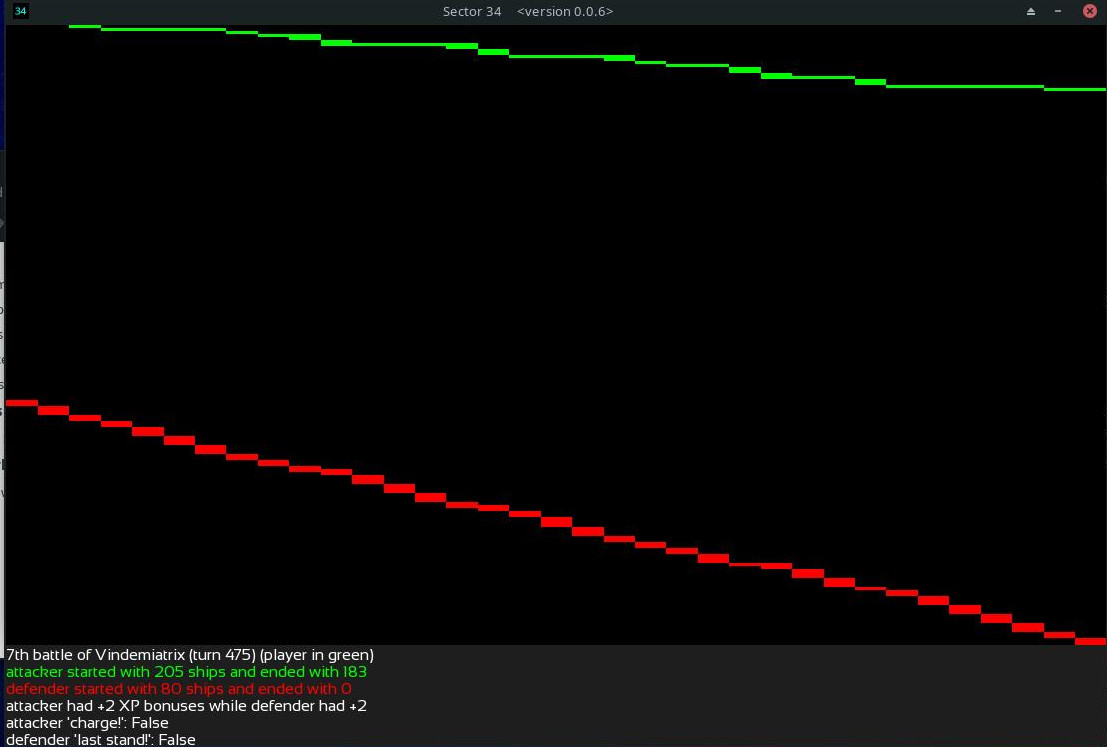 34 Sector 34 <version 0.0.6>
7th battle of Vindemiatrix (turn 475) (player in green)
attacker started with 205 ships and ended with 183
defender started with 80 ships and ended with 0
attacker had +2 XP bonuses while defender had +2
attacker 'charge!': False
defender 'last stand!': False